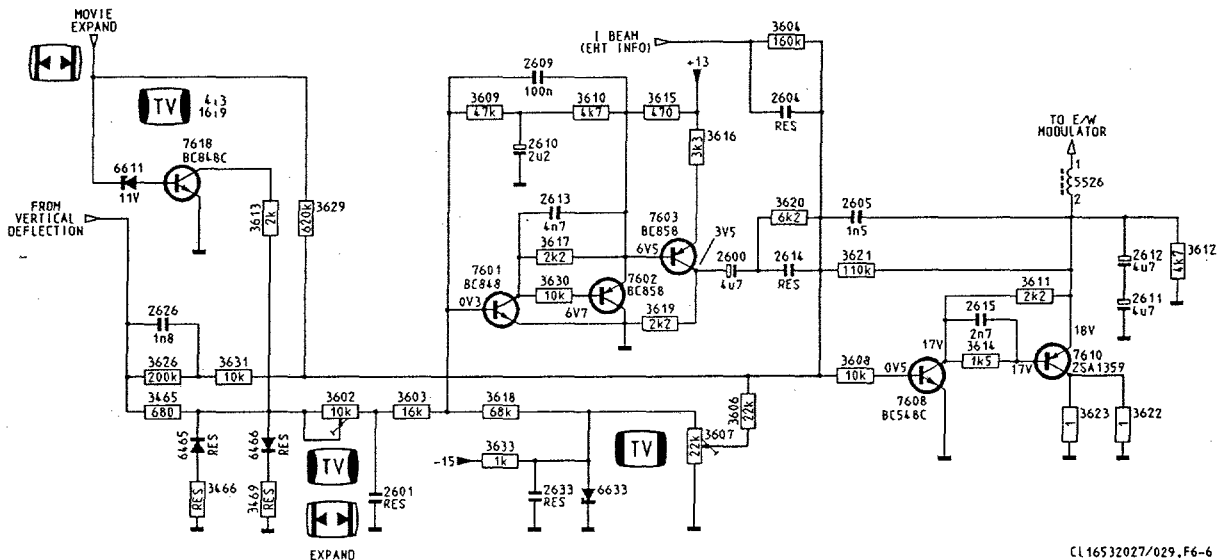 MOVIE
EXPAND
I BEAM
(EHT INFO)
3604
160k
2609
100n
+13
TV
4:3
16:9
3609
47k
3610
4k7
3615
470
2604
RES
TO E/W
MODULATOR
3616
3k3
7618
BC848C
2610
2u2
6611
11V
1
5526
2
FROM
VERTICAL
DEFLECTION
3613
2k
3629
620k
2613
4n7
7603
BC858
3620
6k2
2605
1n5
3V5
3617
2k2
6V5
2600
4u7
2614
RES
3621
110k
2612
4u7
3612
4k7
7601
BC848
3630
10k
7602
BC858
3611
2k2
0V3
6V7
3619
2k2
2611
4u7
2615
2n7
2626
1n8
17V
3614
1k5
18V
17V
7610
2SA1359
3626
200k
3631
10k
3608
10k
0V5
7608
BC548C
3465
680
3602
10k
3603
16k
3618
68k
3606
22k
3607
22k
3623
1
3622
1
6465
RES
6466
RES
TV
-15
3633
1k
TV
3466
RES
3469
RES
2601
RES
2633
RES
6633
EXPAND
CL16532027/029.F6-6